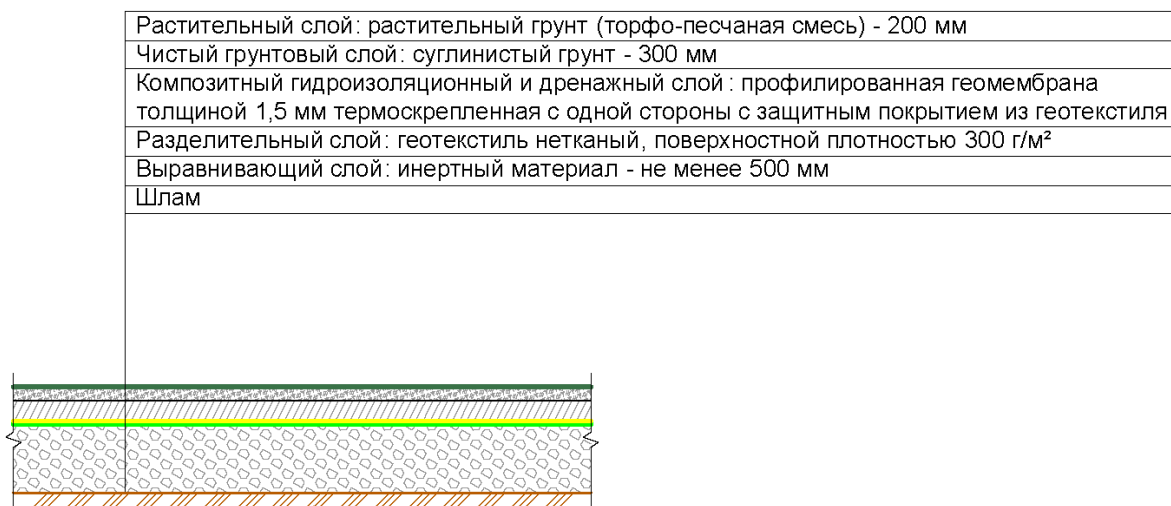 Растительный слой: растительный грунт (торфо-песчаная смесь) - 200 мм
Чистый грунтовый слой: суглинистый грунт - 300 мм
Композитный гидроизоляционный и дренажный слой: профилированная геомембрана
толщиной 1,5 мм термоскрепленная с одной стороны с защитным покрытием из геотекстиля
Разделительный слой: геотекстиль нетканый, поверхностной плотностью 300 г/м²
Выравнивающий слой: инертный материал - не менее 500 мм
Шлам